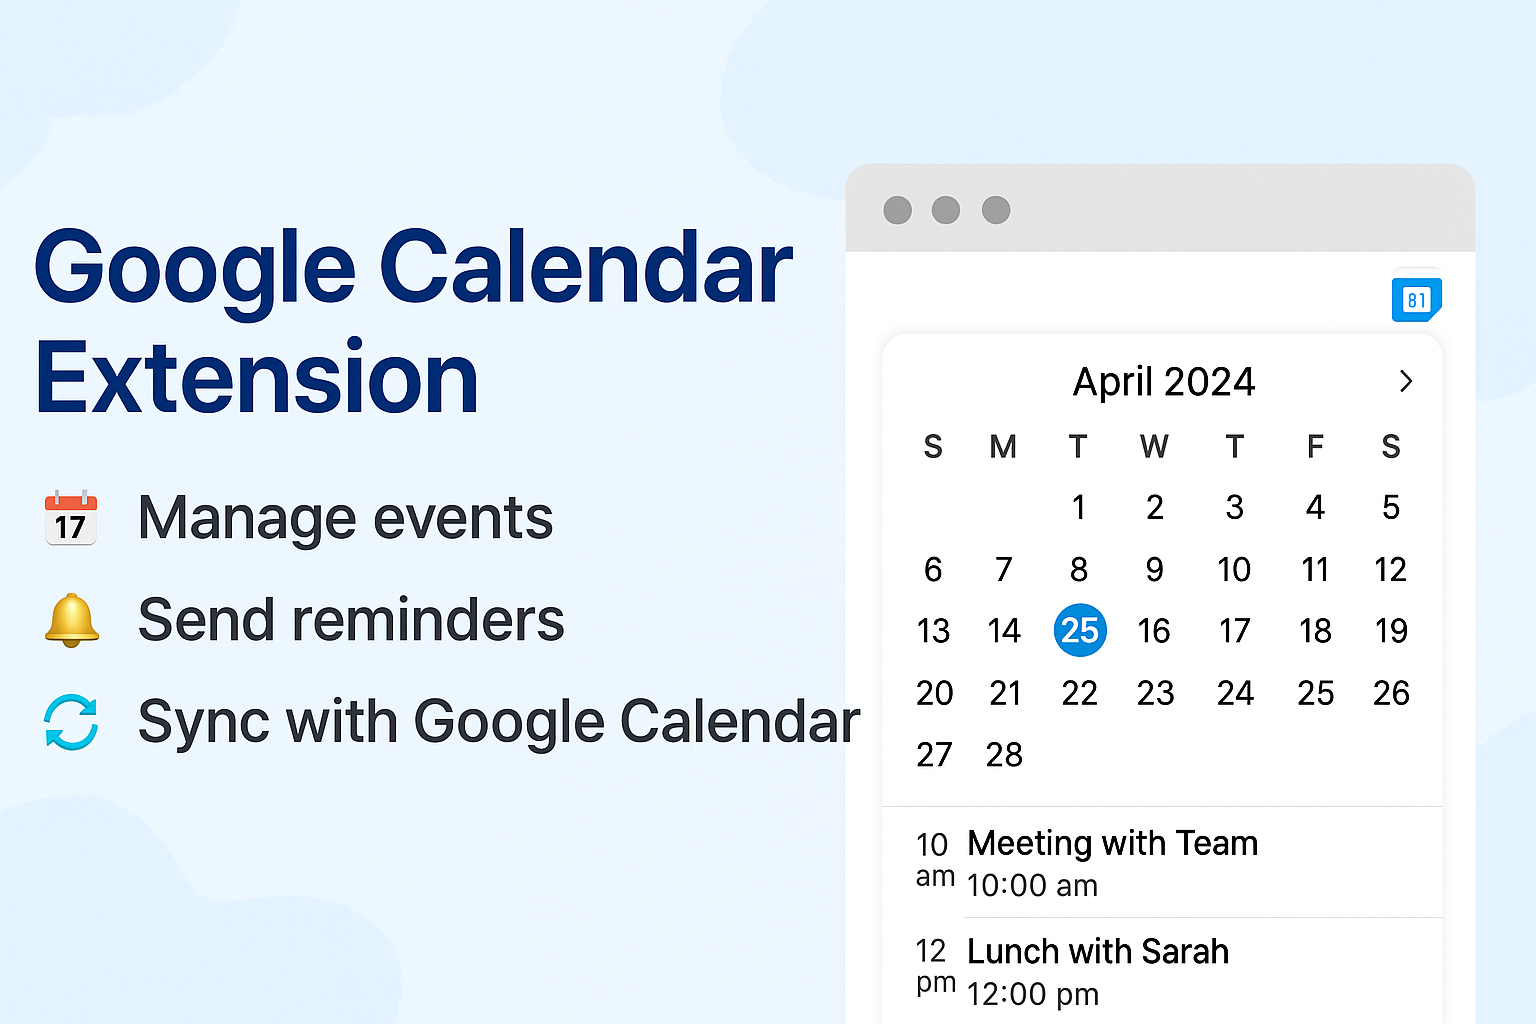 Google Calendar
Extension
17 Manage events
Send reminders
Sync with Google Calendar
81
April 2024 >
S M T W T F S
1 2 3 4 5
6 7 8 9 10 11 12
13 14 25 16 17 18 19
20 21 22 23 24 25 26
27 28
10 am Meeting with Team
10:00 am
12 pm Lunch with Sarah
12:00 pm